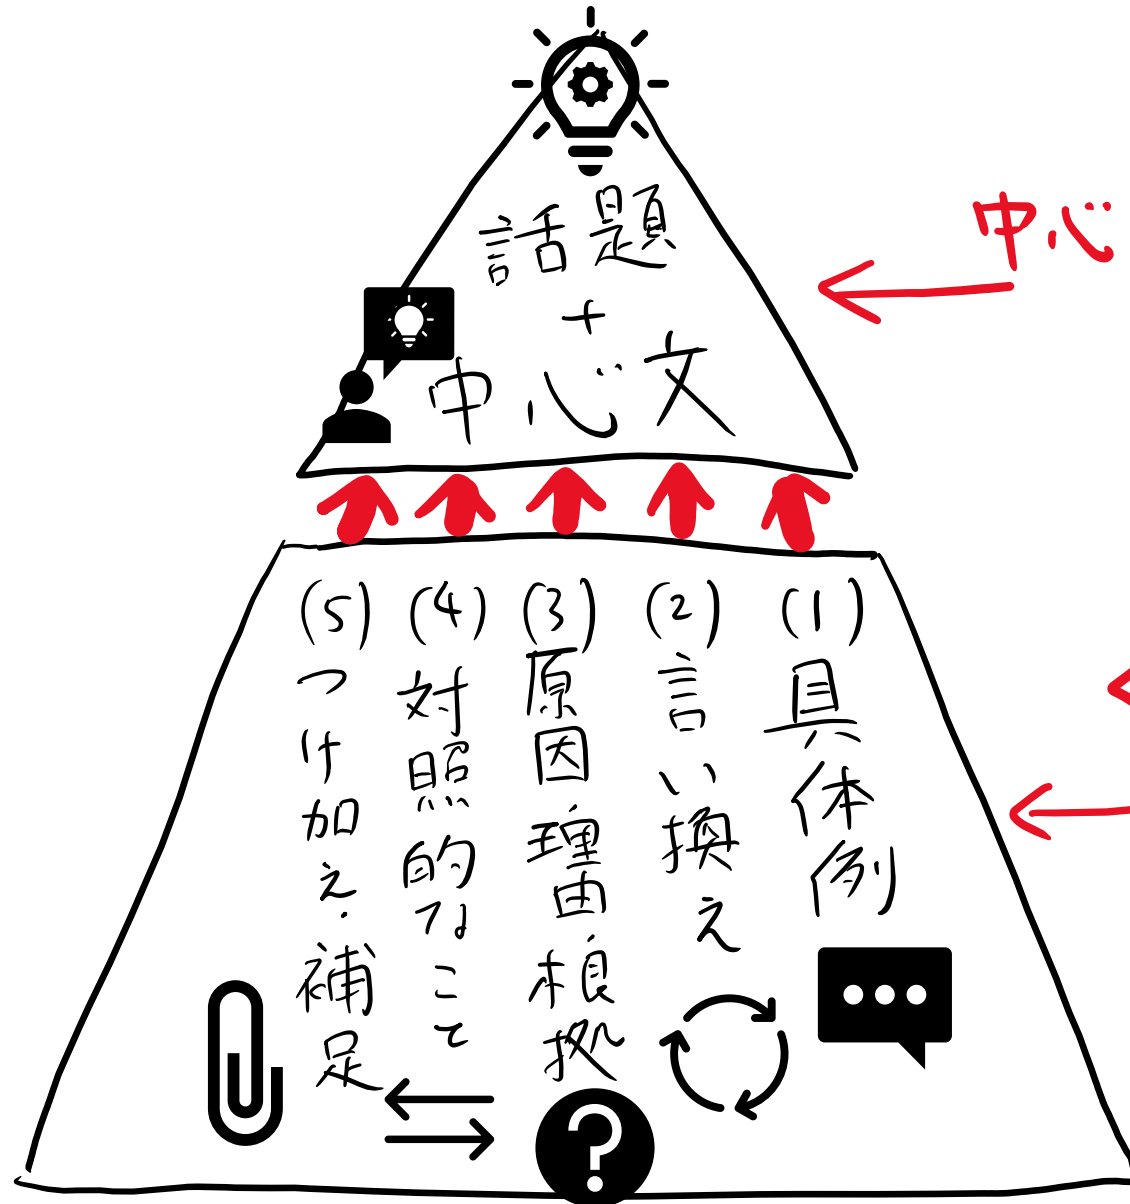 話題
+
中心文
中心
(1)具体例
(2)言い換え
(3)原因理由根拠
(4)対照的なこと
(5)つけ加え・補足